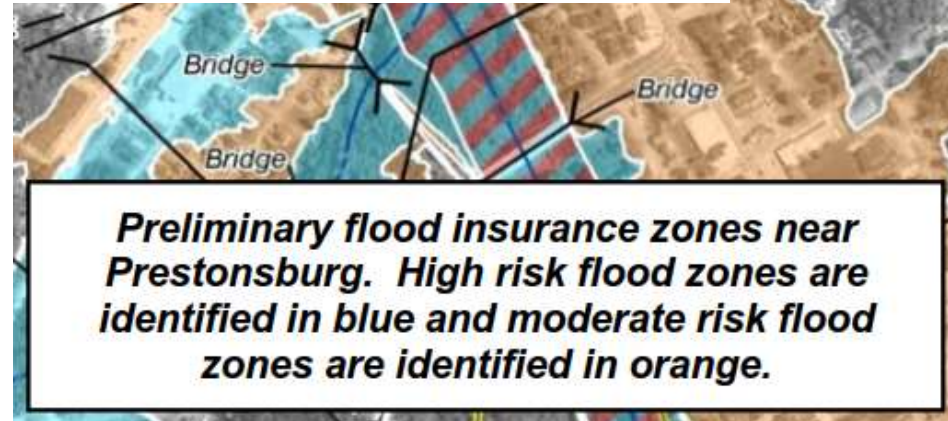 Bridge
Bridge
Bridge
Preliminary flood insurance zones near
Prestonsburg. High risk flood zones are
identified in blue and moderate risk flood
zones are identified in orange.